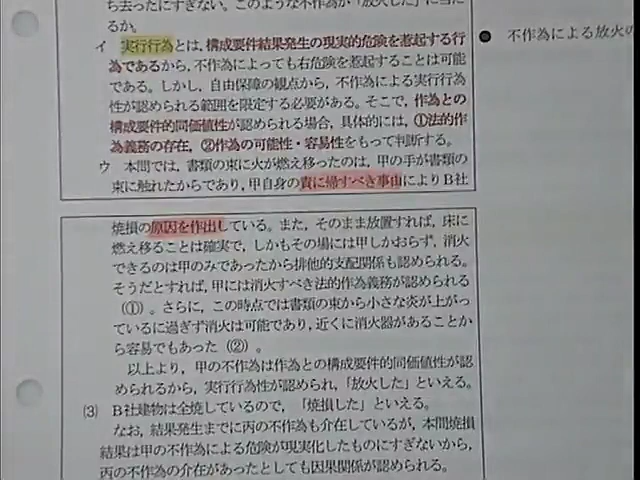 ち去ったにすぎない。このような不作為が「放火した」に当た
るか。
イ 実行行為とは，構成要件結果発生の現実的危険を惹起する行
為であるから，不作為によっても右危険を惹起することは可能
である。しかし，自由保障の観点から，不作為による実行行為
性が認められる範囲を限定する必要がある。そこで，作為との
構成要件的同価値性が認められる場合，具体的には，①法的作
為義務の存在，②作為の可能性・容易性をもって判断する。
ウ 本問では，書類の束に火が燃え移ったのは，甲の手が書類の
束に触れたからであり，甲自身の責に帰すべき事由によりB社
● 不作為による放火の
焼損の原因を作出している。また，そのまま放置すれば，床に
燃え移ることは確実で，しかもその場には甲しかおらず，消火
できるのは甲のみであったから排他的支配関係も認められる。
そうだとすれば，甲には消火すべき法的作為義務が認められる
（①）。さらに，この時点では書類の束から小さな炎が上がっ
ているに過ぎず消火は可能であり，近くに消火器があることか
ら容易でもあった（②）。
以上より，甲の不作為は作為との構成要件的同価値性が認
められるから，実行行為性が認められ，「放火した」といえる。
(3) B社建物は全焼しているので，「焼損した」といえる。
なお，結果発生までに丙の不作為も介在しているが，本問焼損
結果は甲の不作為による危険が現実化したものにすぎないから，
丙の不作為の介在があったとしても因果関係が認められる。